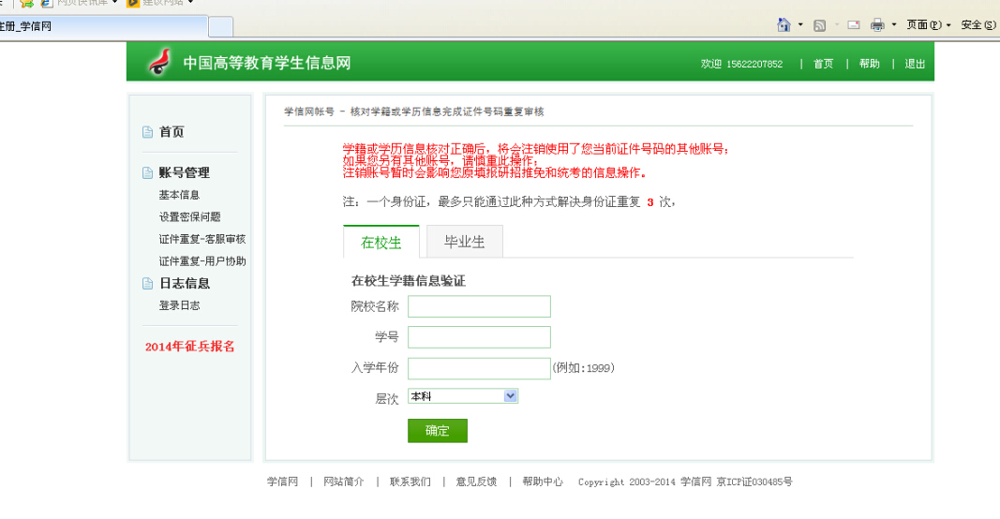 网页快讯库 ▾ 建议网站 ▾
注册_学信网
页面(P) 安全(S)
中国高等教育学生信息网
欢迎 15622207852 | 首页 | 帮助 | 退出
首页
账号管理
基本信息
设置密保问题
证件重复-客服审核
证件重复-用户协助
日志信息
登录日志
2014年征兵报名
学信网帐号 - 核对学籍或学历信息完成证件号码重复审核
学籍或学历信息核对正确后，将会注销使用了您当前证件号码的其他账号；
如果您另有其他账号，请慎重此操作；
注销账号暂时会影响您原填报研招推免和统考的信息操作。
注：一个身份证，最多只能通过此种方式解决身份证重复 3 次，
在校生 毕业生
在校生学籍信息验证
院校名称
学号
入学年份 (例如:1999)
层次 本科
确定
学信网 | 网站简介 | 联系我们 | 意见反馈 | 帮助中心 Copyright 2003-2014 学信网 京ICP证030485号